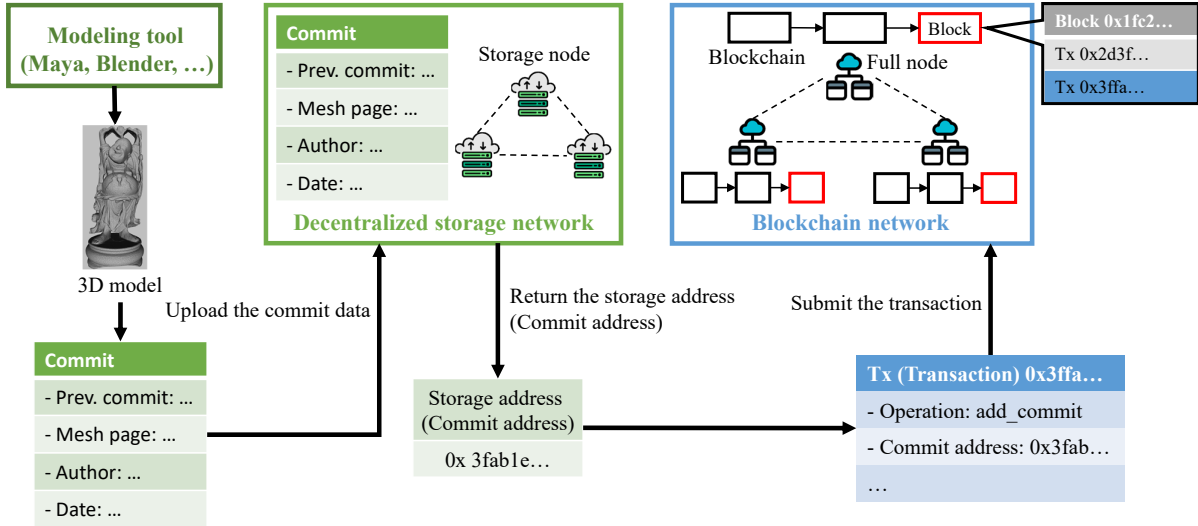 Modeling tool
(Maya, Blender, …)
3D model
Commit
- Prev. commit: …
- Mesh page: …
- Author: …
- Date: …
Upload the commit data
Commit
- Prev. commit: …
- Mesh page: …
- Author: …
- Date: …
Storage node
Decentralized storage network
Return the storage address
(Commit address)
Storage address
(Commit address)
0x 3fab1e…
Tx (Transaction) 0x3ffa…
- Operation: add_commit
- Commit address: 0x3fab…
…
Submit the transaction
Blockchain
Block
Full node
Blockchain network
Block 0x1fc2…
Tx 0x2d3f…
Tx 0x3ffa…